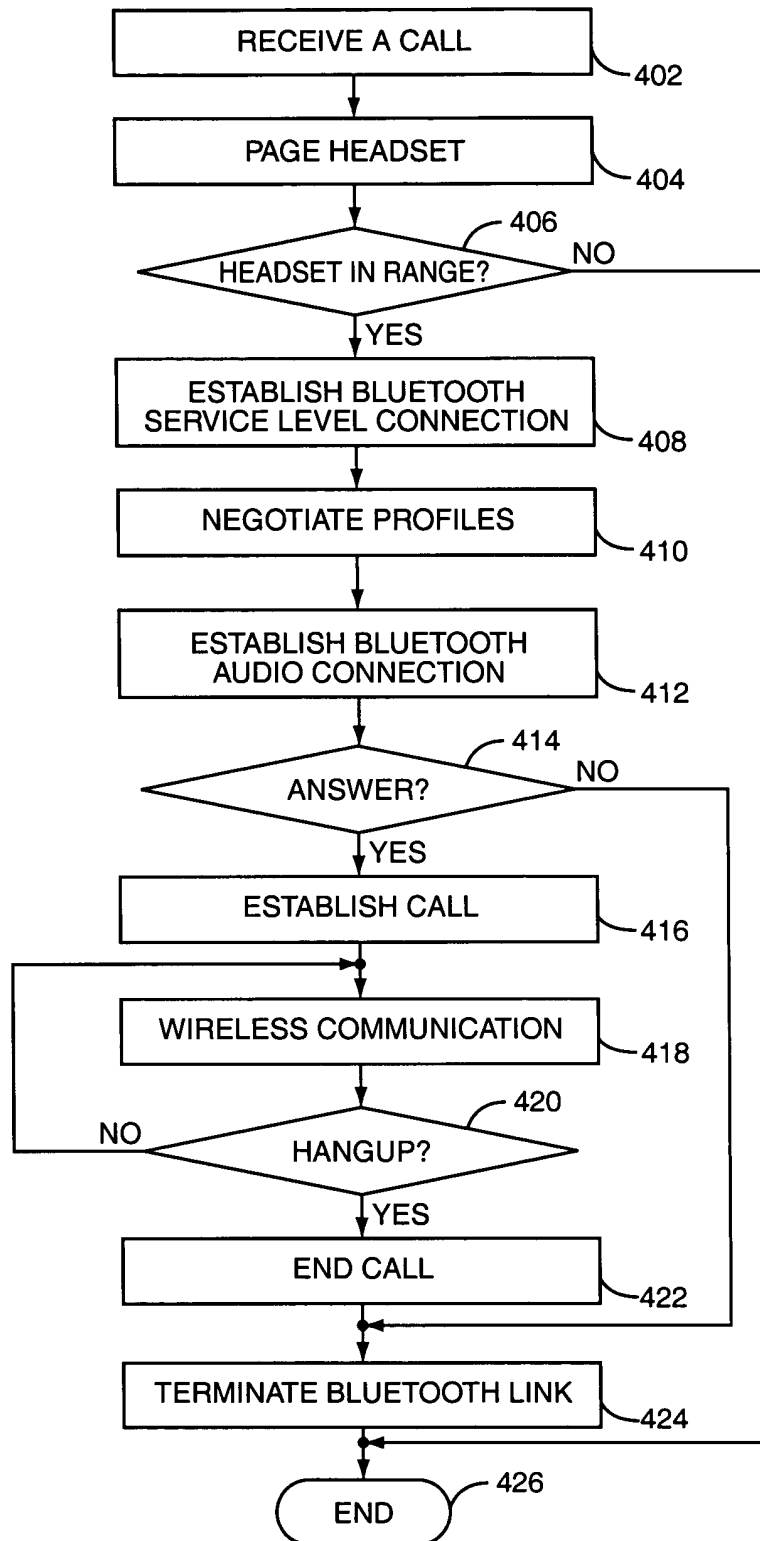 RECEIVE A CALL
402
PAGE HEADSET
404
406
HEADSET IN RANGE?
NO
YES
ESTABLISH BLUETOOTH
SERVICE LEVEL CONNECTION
408
NEGOTIATE PROFILES
410
ESTABLISH BLUETOOTH
AUDIO CONNECTION
412
414
ANSWER?
NO
YES
ESTABLISH CALL
416
WIRELESS COMMUNICATION
418
420
NO
HANGUP?
YES
END CALL
422
TERMINATE BLUETOOTH LINK
424
426
END